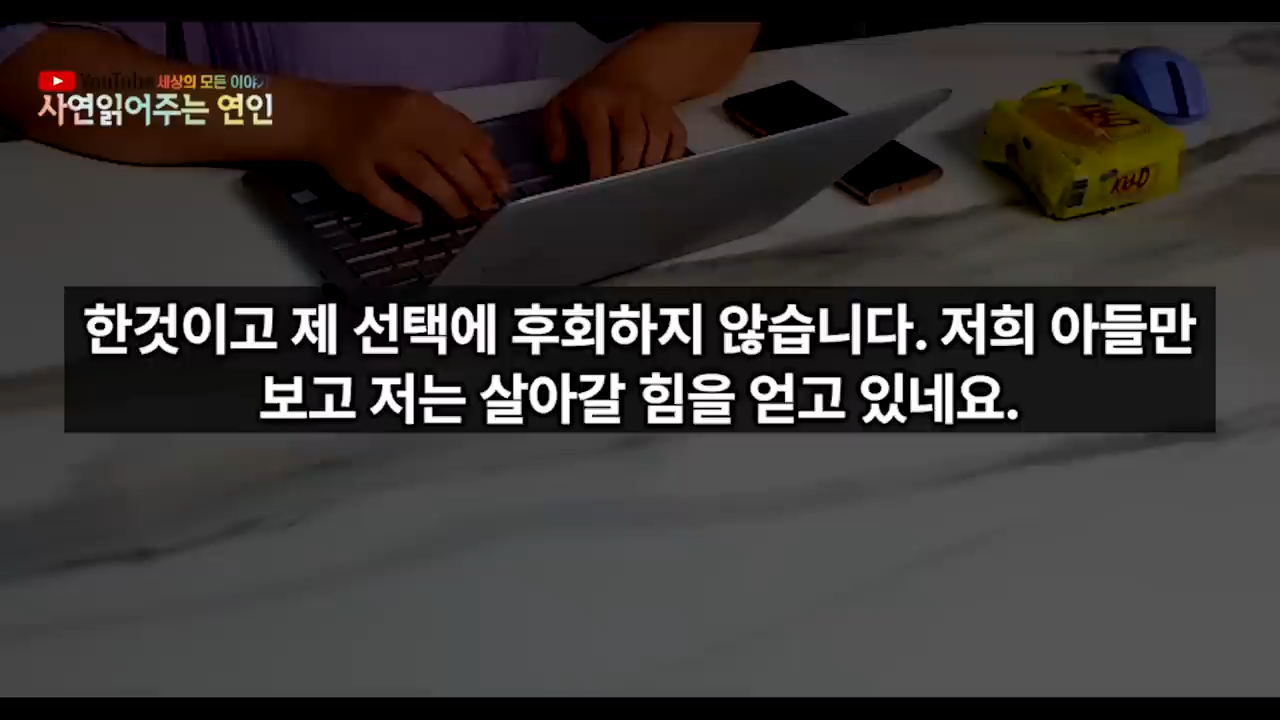 YouTube 세상의 모든 이야기
사연읽어주는 연인
한것이고 제 선택에 후회하지 않습니다. 저희 아들만
보고 저는 살아갈 힘을 얻고 있네요.